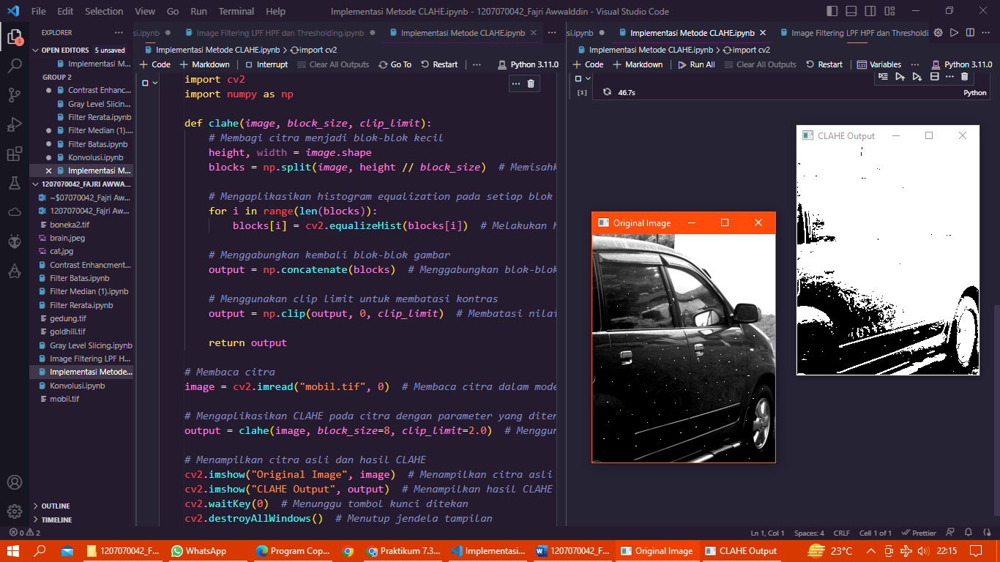 File Edit Selection View Go Run Terminal Help
Implementasi Metode CLAHE.ipynb - 1207070042_Fajri Awwalddin - Visual Studio Code
5
EXPLORER
OPEN EDITORS 5 unsaved
Implementasi M...
GROUP 2
Contrast Enhanc...
Gray Level Slicin...
Filter Rerata.ipynb
Filter Median (1)....
Filter Batas.ipynb
Konvolusi.ipynb
Implementasi M...
1207070042_FAJRI AWWA...
~$07070042_Fajri Aw...
1207070042_Fajri Aw...
boneka2.tif
brain.jpeg
cat.jpg
Contrast Enhancment...
Filter Batas.ipynb
Filter Median (1).ipynb
Filter Rerata.ipynb
gedung.tif
goldhill.tif
Gray Level Slicing.ipynb
Image Filtering LPF H...
Implementasi Metode...
Konvolusi.ipynb
mobil.tif
OUTLINE
TIMELINE
si.ipynb
Image Filtering LPF HPF dan Thresholding.ipynb
Implementasi Metode CLAHE.ipynb
Implementasi Metode CLAHE.ipynb > import cv2
+ Code + Markdown Interrupt Clear All Outputs Go To Restart ... Python 3.11.0
import cv2
import numpy as np
def clahe(image, block_size, clip_limit):
# Membagi citra menjadi blok-blok kecil
height, width = image.shape
blocks = np.split(image, height // block_size) # Memisahk
# Mengaplikasikan histogram equalization pada setiap blok
for i in range(len(blocks)):
blocks[i] = cv2.equalizeHist(blocks[i]) # Melakukan h
# Menggabungkan kembali blok-blok gambar
output = np.concatenate(blocks) # Menggabungkan blok-blok
# Menggunakan clip limit untuk membatasi kontras
output = np.clip(output, 0, clip_limit) # Membatasi nilai
return output
# Membaca citra
image = cv2.imread("mobil.tif", 0) # Membaca citra dalam mode
# Mengaplikasikan CLAHE pada citra dengan parameter yang diten
output = clahe(image, block_size=8, clip_limit=2.0) # Menggun
# Menampilkan citra asli dan hasil CLAHE
cv2.imshow("Original Image", image) # Menampilkan citra asli
cv2.imshow("CLAHE Output", output) # Menampilkan hasil CLAHE
cv2.waitKey(0) # Menunggu tombol kunci ditekan
cv2.destroyAllWindows() # Menutup jendela tampilan
si.ipynb
Implementasi Metode CLAHE.ipynb
Image Filtering LPF HPF dan Thresholdi
Implementasi Metode CLAHE.ipynb > import cv2
+ Code + Markdown Run All Clear All Outputs Restart Variables ... Python 3.11.0
[1] 46.7s Python
CLAHE Output
Original Image
0 2
Ln 1, Col 1 Spaces: 4 CRLF Cell 1 of 1 Prettier
1207070042_F... WhatsApp Program Cop... Praktikum 7.3... Implementasi... 1207070042_F... Original Image CLAHE Output 23°C 22:15